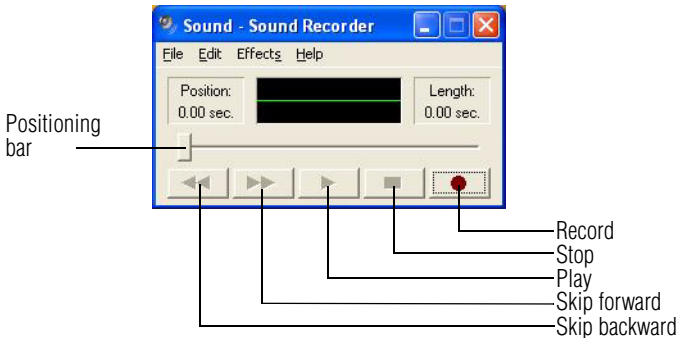 Sound - Sound Recorder
File Edit Effects Help
Position:
0.00 sec.
Length:
0.00 sec.
Positioning
bar
Record
Stop
Play
Skip forward
Skip backward